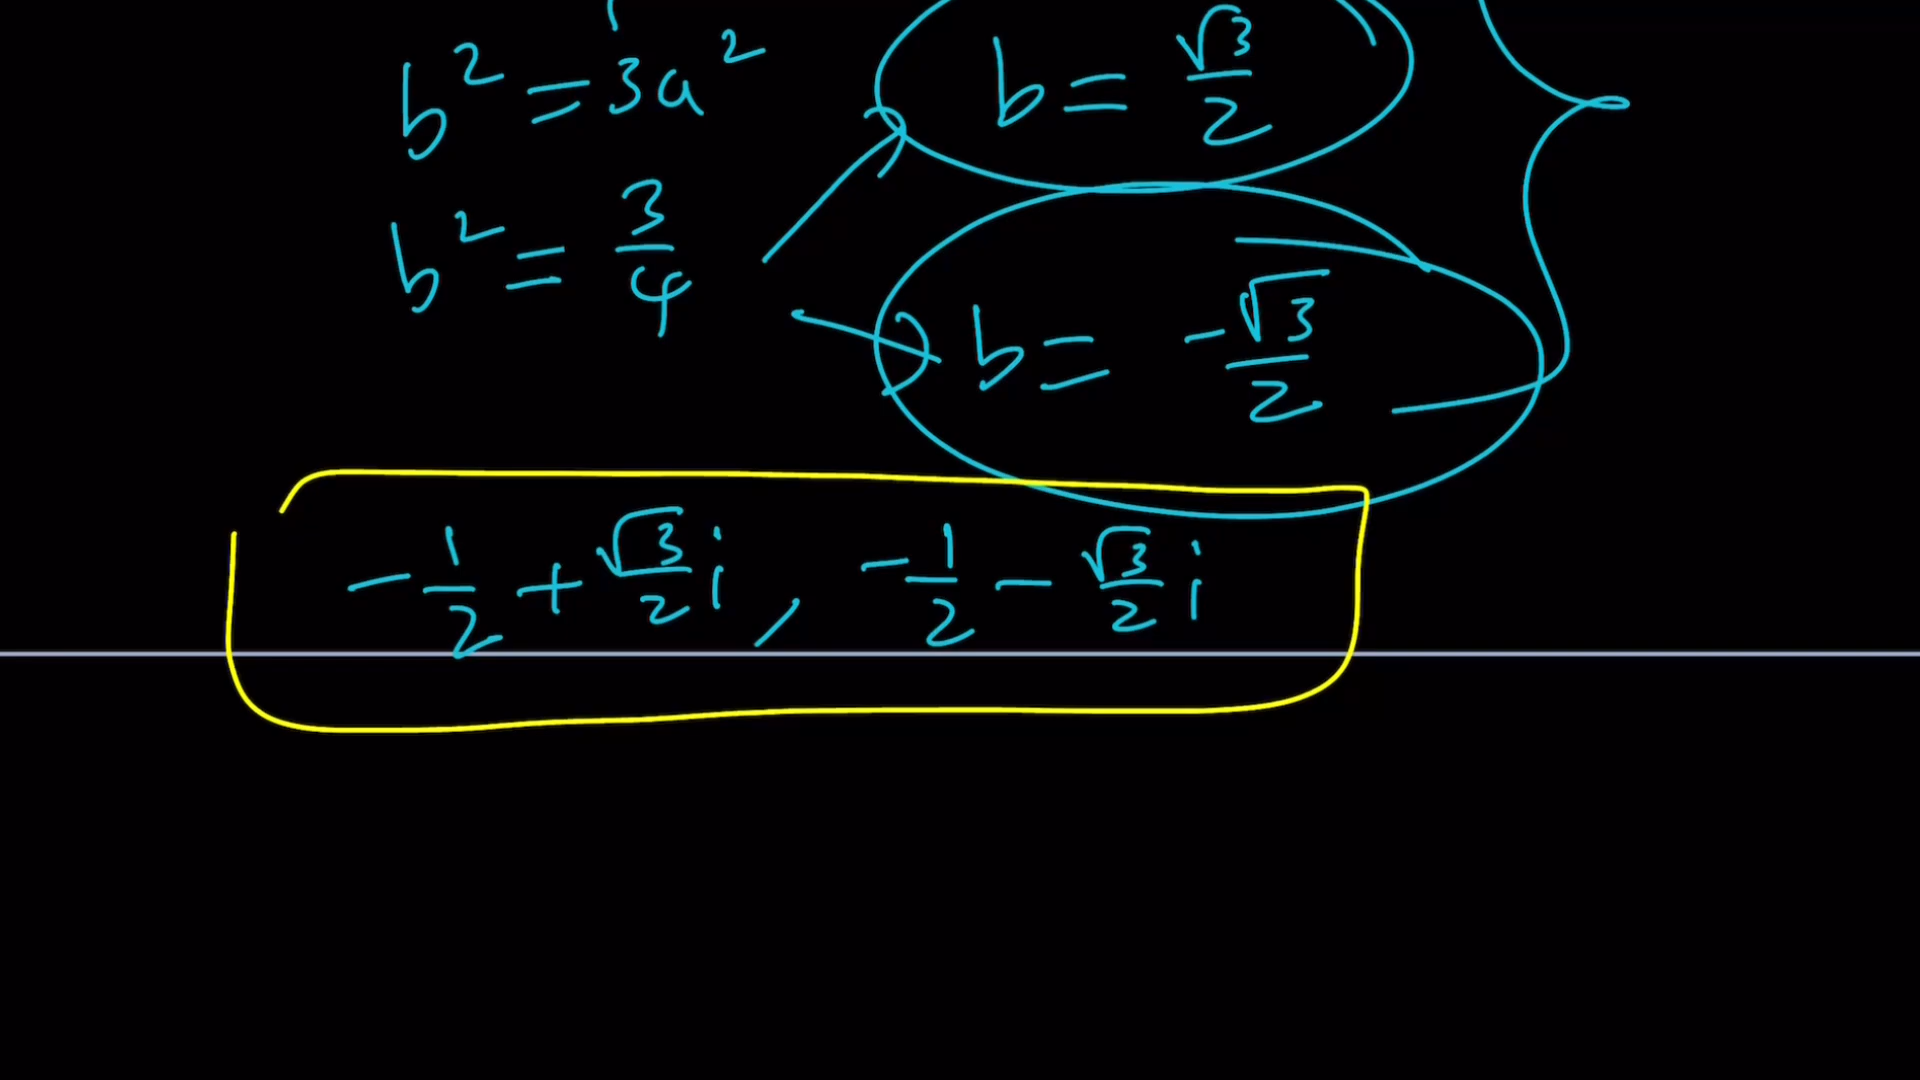 b² = 3a²
b = √3/2
b² = 3/4
b = -√3/2
-1/2 + √3/2 i, -1/2 - √3/2 i